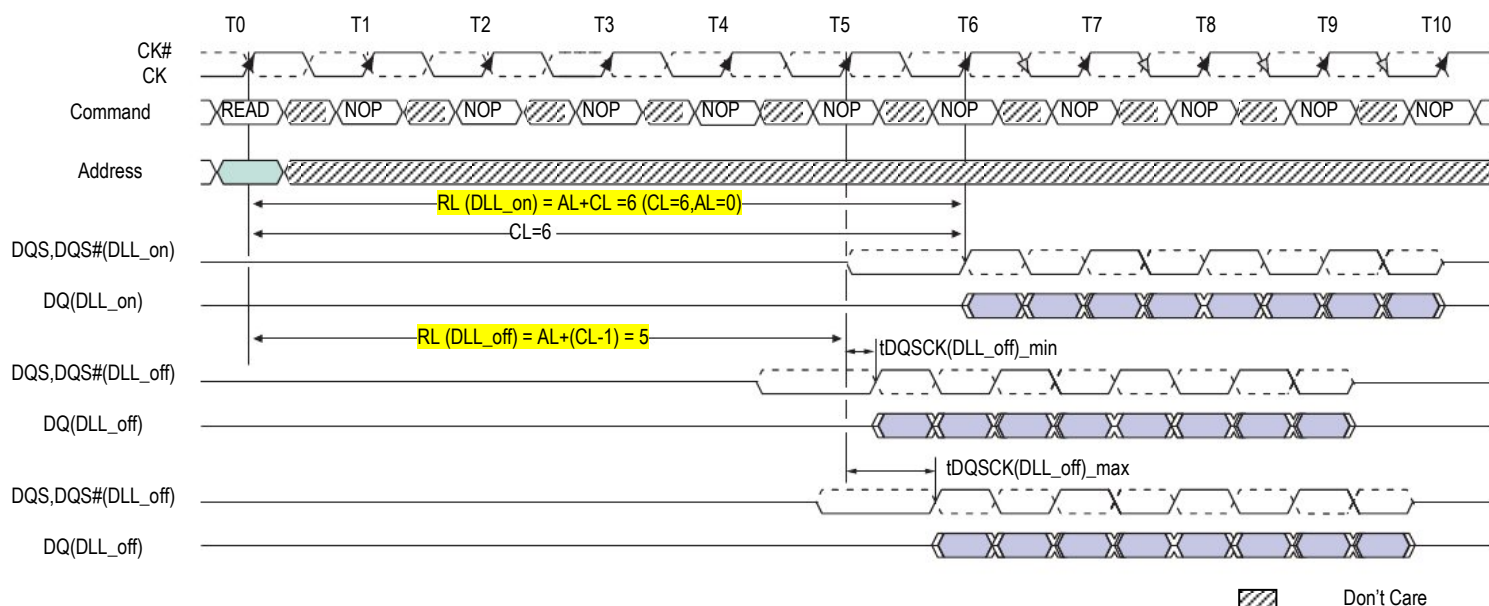 T0 T1 T2 T3 T4 T5 T6 T7 T8 T9 T10
CK#
CK
Command READ NOP NOP NOP NOP NOP NOP NOP NOP NOP NOP
Address
RL (DLL_on) = AL+CL =6 (CL=6,AL=0)
CL=6
DQS,DQS#(DLL_on)
DQ(DLL_on)
RL (DLL_off) = AL+(CL-1) = 5
tDQSCK(DLL_off)_min
DQS,DQS#(DLL_off)
DQ(DLL_off)
tDQSCK(DLL_off)_max
DQS,DQS#(DLL_off)
DQ(DLL_off)
Don't Care